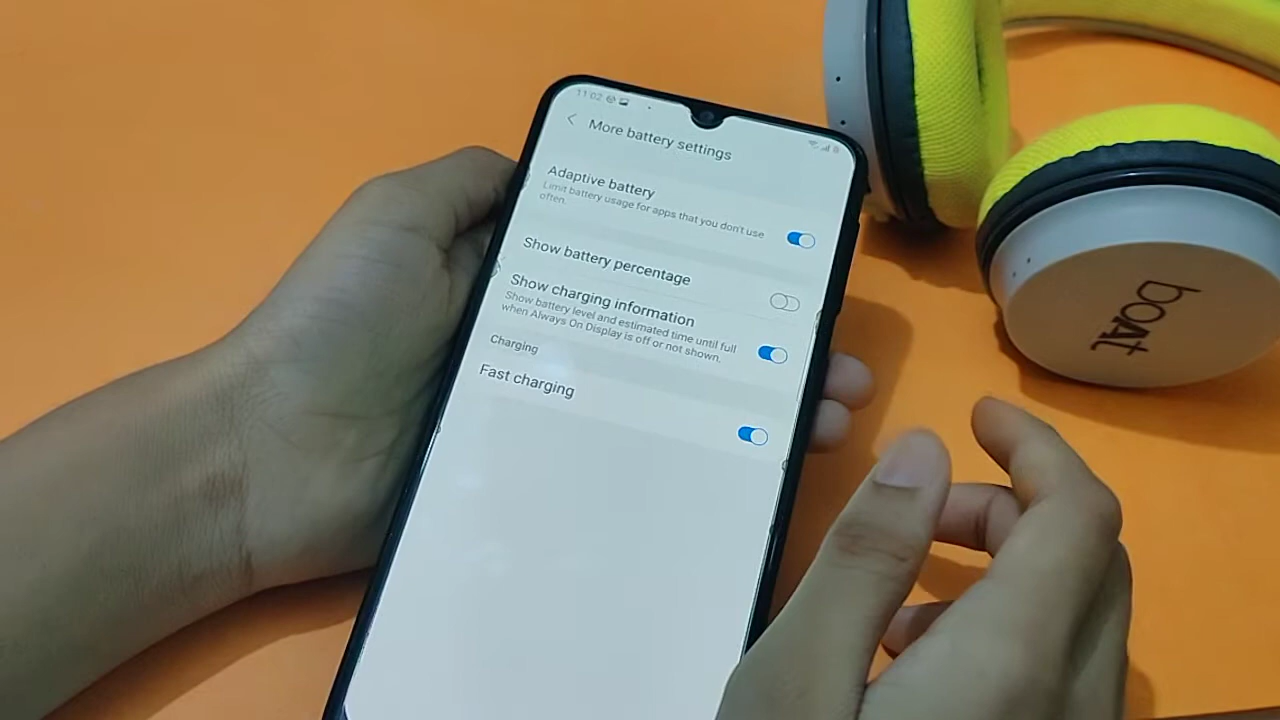 11:02
More battery settings
Adaptive battery
Limit battery usage for apps that you don't use
often.
Show battery percentage
Show charging information
Show battery level and estimated time until full
when Always On Display is off or not shown.
Charging
Fast charging
boAt